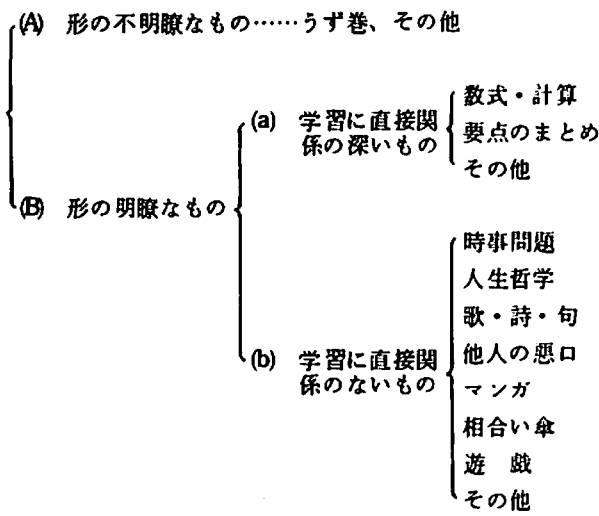 (A) 形の不明瞭なもの……うず巻、その他
(B) 形の明瞭なもの
(a) 学習に直接関
係の深いもの
数式・計算
要点のまとめ
その他
(b) 学習に直接関
係のないもの
時事問題
人生哲学
歌・詩・句
他人の悪口
マンガ
相合い傘
遊　戯
その他